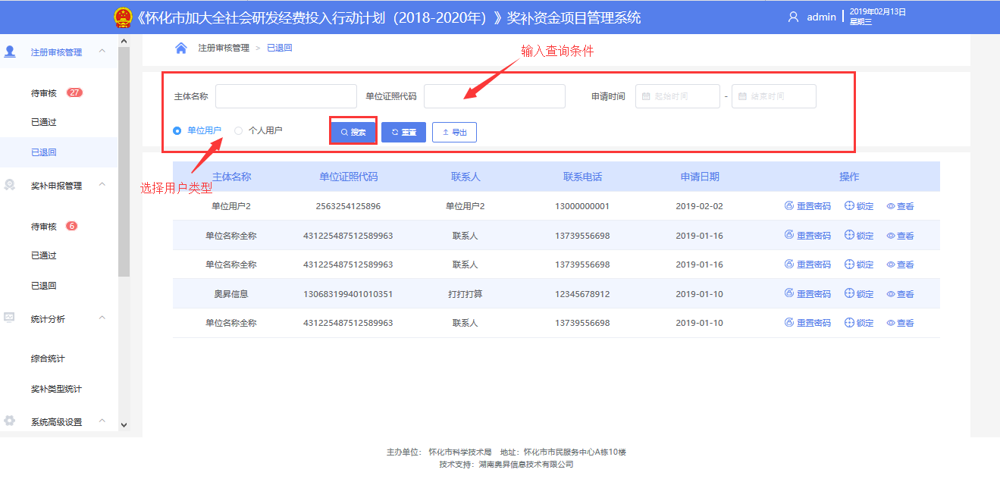 《怀化市加大全社会研发经费投入行动计划（2018-2020年）》奖补资金项目管理系统
admin
2019年02月13日
星期三
注册审核管理
待审核 27
已通过
已退回
奖补申报管理
待审核 6
已通过
已退回
统计分析
综合统计
奖补类型统计
系统高级设置
注册审核管理 > 已退回
输入查询条件
主体名称 单位证照代码 申请时间 起始时间 - 结束时间
单位用户 个人用户 搜索 重置 导出
选择用户类型
主体名称 单位证照代码 联系人 联系电话 申请日期 操作
单位用户2 2563254125896 单位用户2 13000000001 2019-02-02 重置密码 锁定 查看
单位名称全称 431225487512589963 联系人 13739556698 2019-01-16 重置密码 锁定 查看
单位名称全称 431225487512589963 联系人 13739556698 2019-01-16 重置密码 锁定 查看
奥昇信息 130683199401010351 打打打算 12345678912 2019-01-10 重置密码 锁定 查看
单位名称全称 431225487512589963 联系人 13739556698 2019-01-10 重置密码 锁定 查看
主办单位： 怀化市科学技术局 地址：怀化市市民服务中心A栋10楼
技术支持：湖南奥昇信息技术有限公司